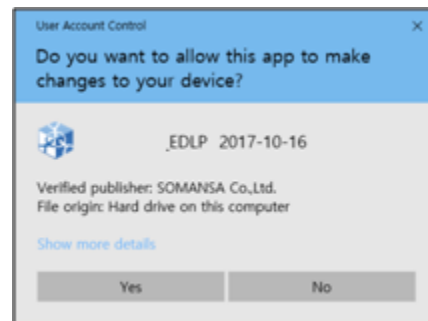 User Account Control
Do you want to allow this app to make
changes to your device?
_EDLP 2017-10-16
Verified publisher: SOMANSA Co.,Ltd.
File origin: Hard drive on this computer
Show more details
Yes
No